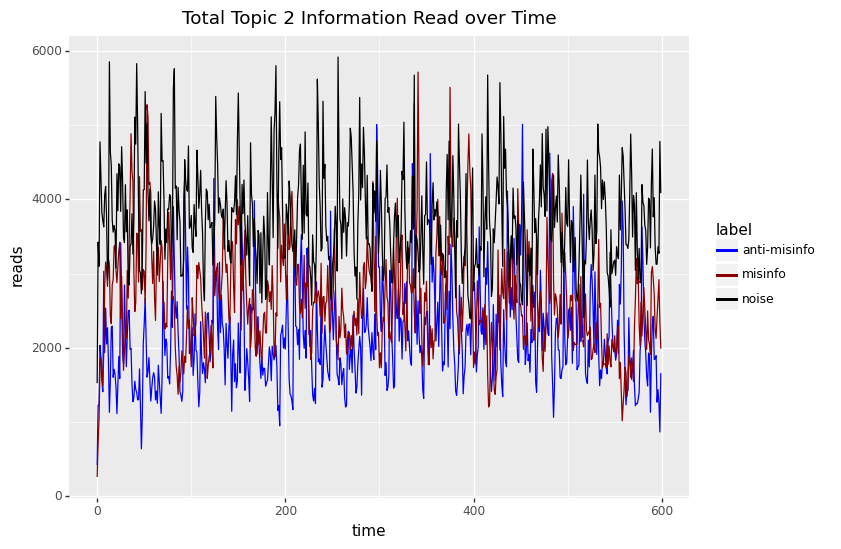 Total Topic 2 Information Read over Time
6000
4000
2000
0
reads
0 200 400 600
time
label
anti-misinfo
misinfo
noise